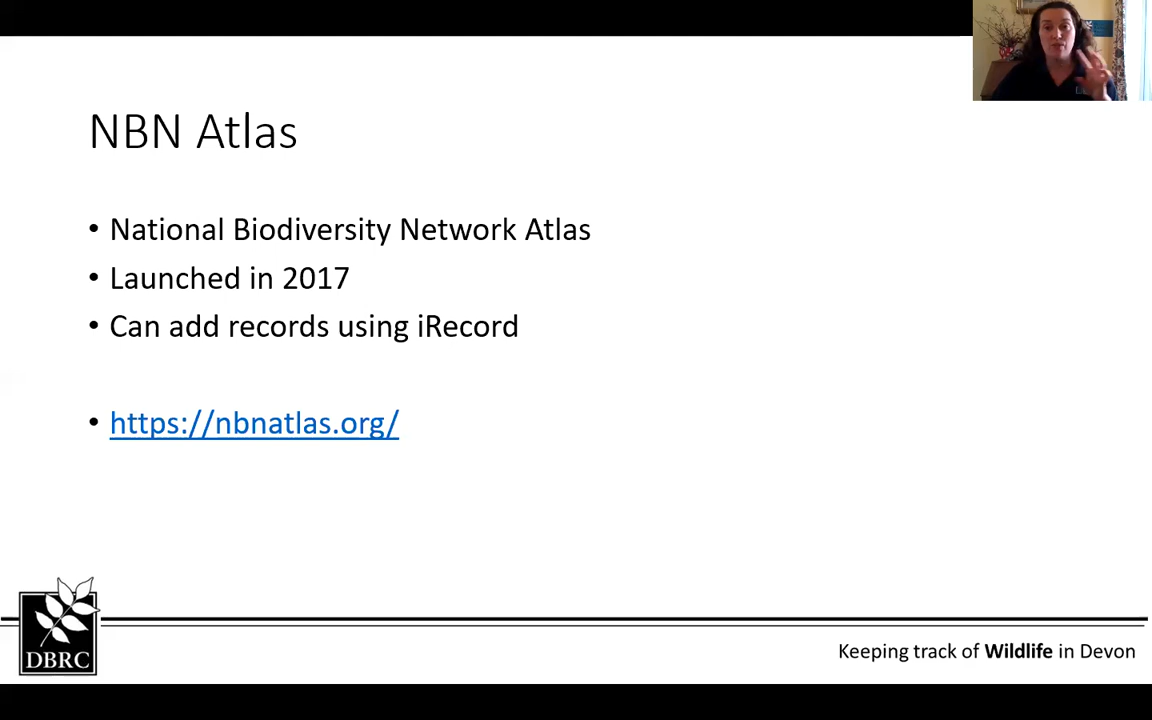 NBN Atlas
• National Biodiversity Network Atlas
• Launched in 2017
• Can add records using iRecord
• https://nbnatlas.org/
DBRC
Keeping track of Wildlife in Devon